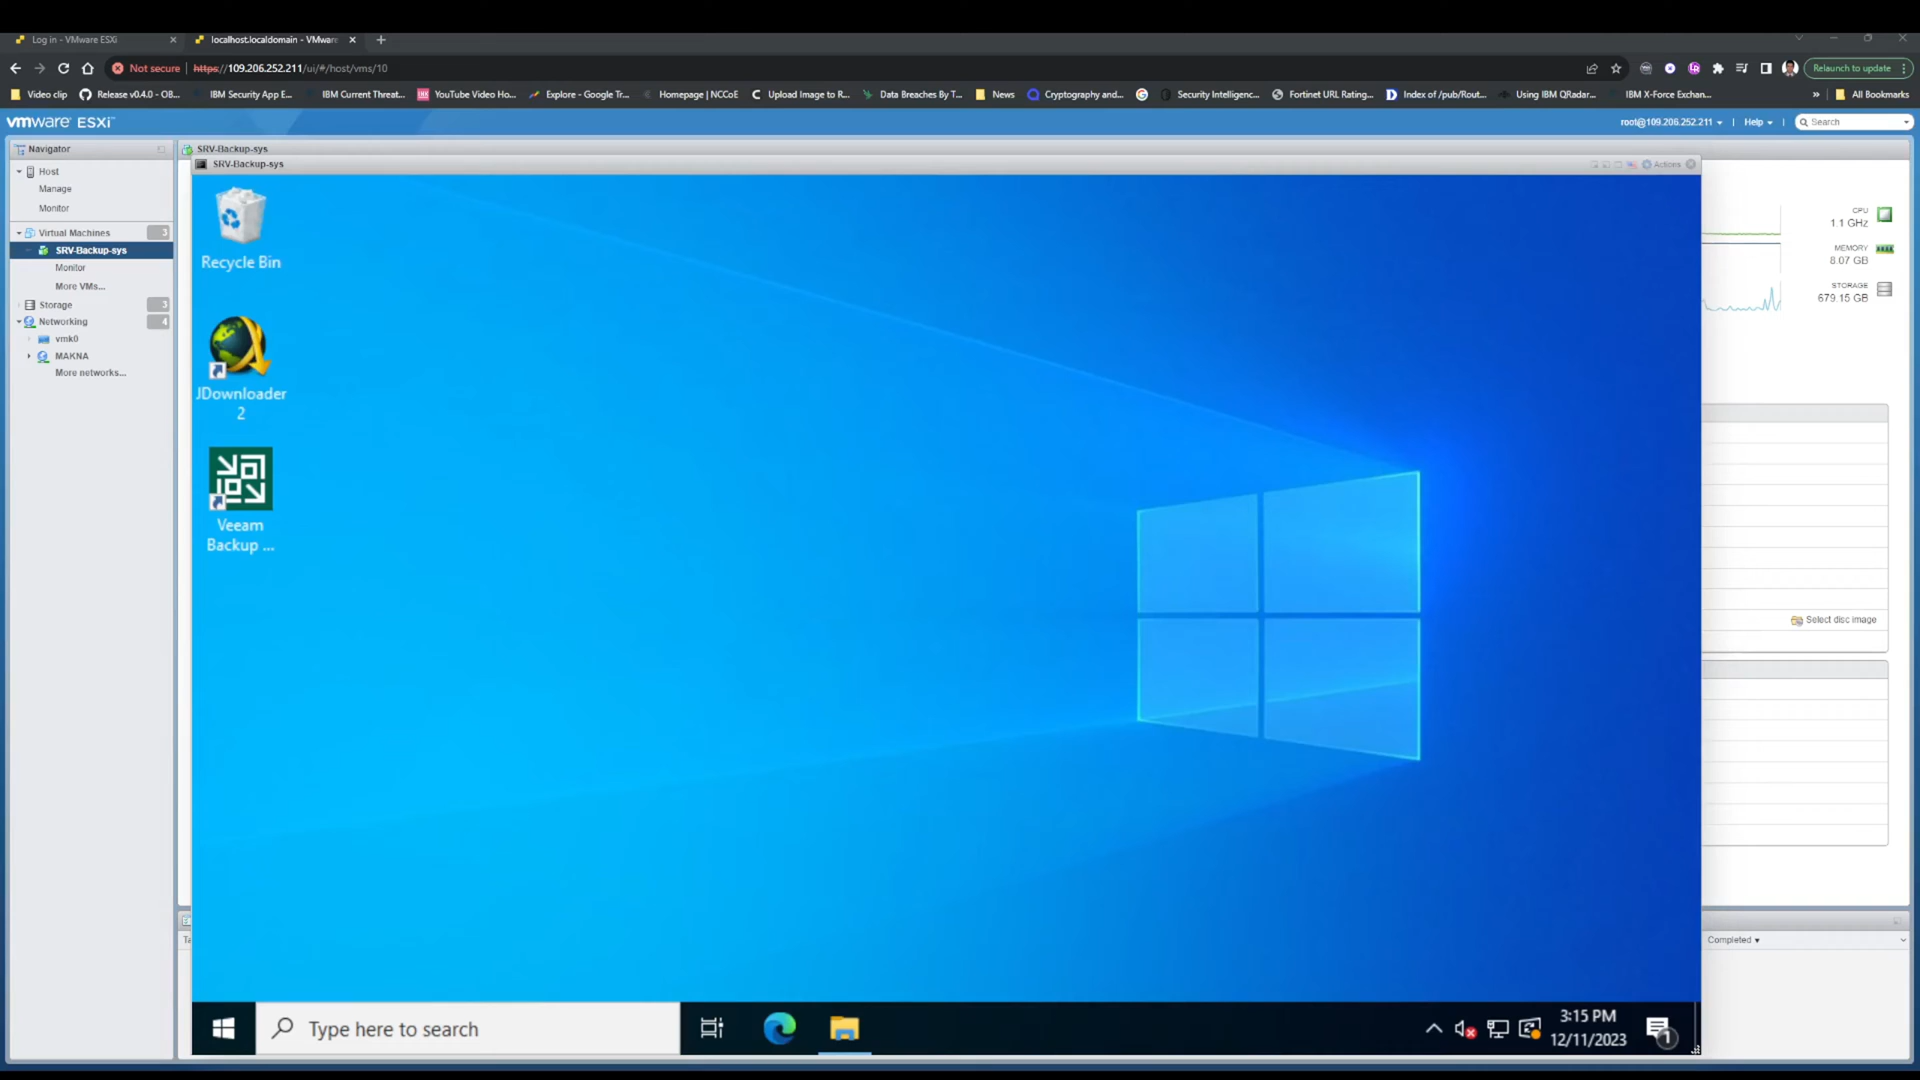 Log in - VMware ESXi
localhost.localdomain - VMware
Not secure
https://109.206.252.211/ui/#/host/vms/10
Relaunch to update
Video clip
Release v0.4.0 - OB...
IBM Security App E...
IBM Current Threat...
YouTube Video Ho...
Explore - Google Tr...
Homepage | NCCoE
Upload Image to R...
Data Breaches By T...
News
Cryptography and...
Security Intelligenc...
Fortinet URL Rating...
Index of /pub/Rout...
Using IBM QRadar...
IBM X-Force Exchan...
»
All Bookmarks
vmware ESXi™
root@109.206.252.211
Help
Search
Navigator
SRV-Backup-sys
SRV-Backup-sys
Actions
Host
Manage
Monitor
Virtual Machines 3
SRV-Backup-sys
Monitor
More VMs...
Storage 3
Networking 4
vmk0
MAKNA
More networks...
Recycle Bin
JDownloader
2
Veeam
Backup ...
CPU
1.1 GHz
MEMORY
8.07 GB
STORAGE
679.15 GB
Select disc image
Completed
Type here to search
3:15 PM
12/11/2023
1